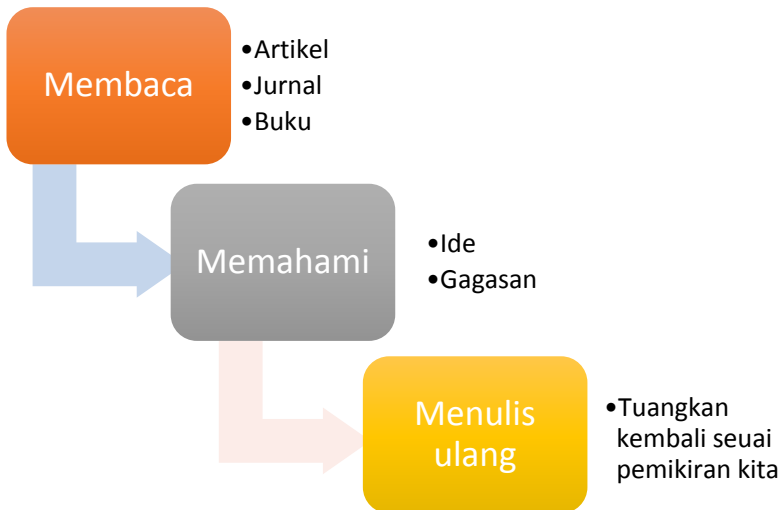 Membaca
•Artikel
•Jurnal
•Buku
Memahami
•Ide
•Gagasan
Menulis
ulang
•Tuangkan
kembali seuai
pemikiran kita